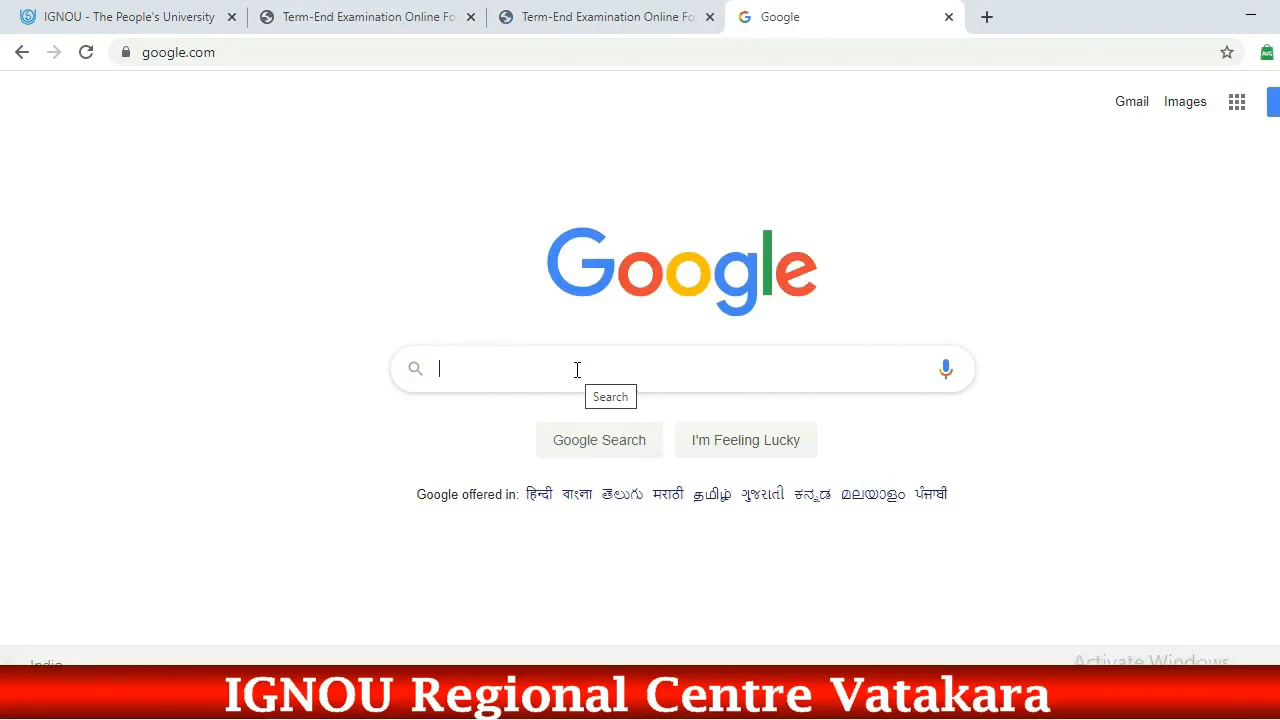 IGNOU - The People's University
Term-End Examination Online Fo
Term-End Examination Online Fo
Google
google.com
AVG
Gmail Images
Google
Search
Google Search I'm Feeling Lucky
Google offered in: हिन्दी বাংলা తెలుగు मराठी தமிழ் ગુજરાતી ಕನ್ನಡ മലയാളം ਪੰਜਾਬੀ
India
Activate Windows
IGNOU Regional Centre Vatakara